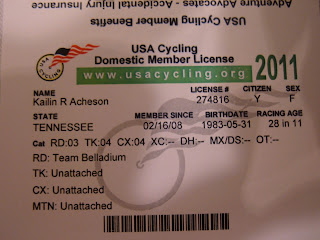 Adventure Advocates - Accidental Injury Insurance
USA Cycling Member Benefits
USA CYCLING
USA Cycling
Domestic Member License
www.usacycling.org 2011
NAME LICENSE # CITIZEN SEX
Kailin R Acheson 274816 Y F
STATE MEMBER SINCE BIRTHDATE RACING AGE
TENNESSEE 02/16/08 1983-05-31 28 in 11
Cat RD:03 TK:04 CX:04 XC:-- DH:-- MX/DS:-- OT:--
RD: Team Belladium
TK: Unattached
CX: Unattached
MTN: Unattached